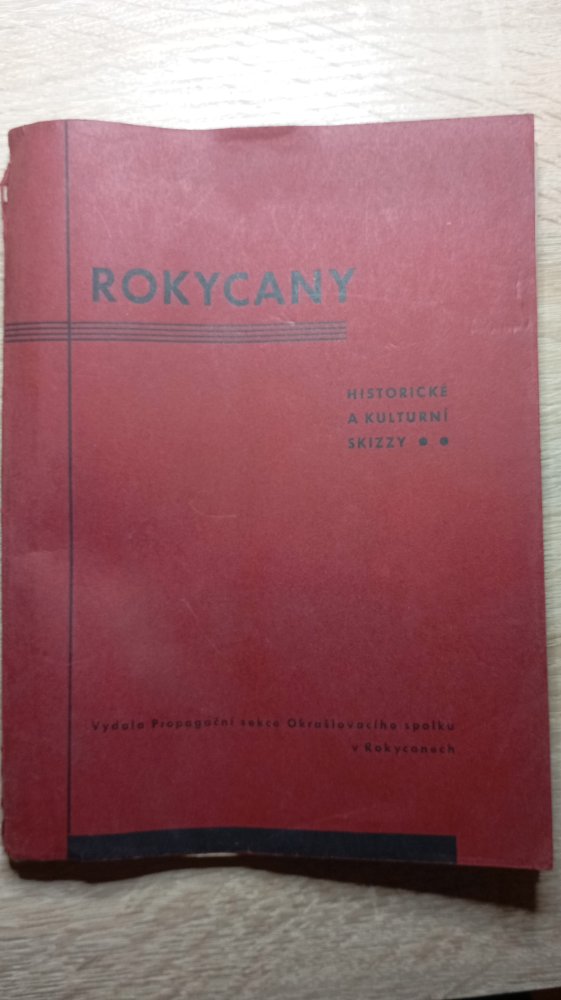 ROKYCANY
HISTORICKÉ
A KULTURNÍ
SKIZZY ● ●
Vydala Propagační sekce Okrašlovacího spolku
v Rokycanech